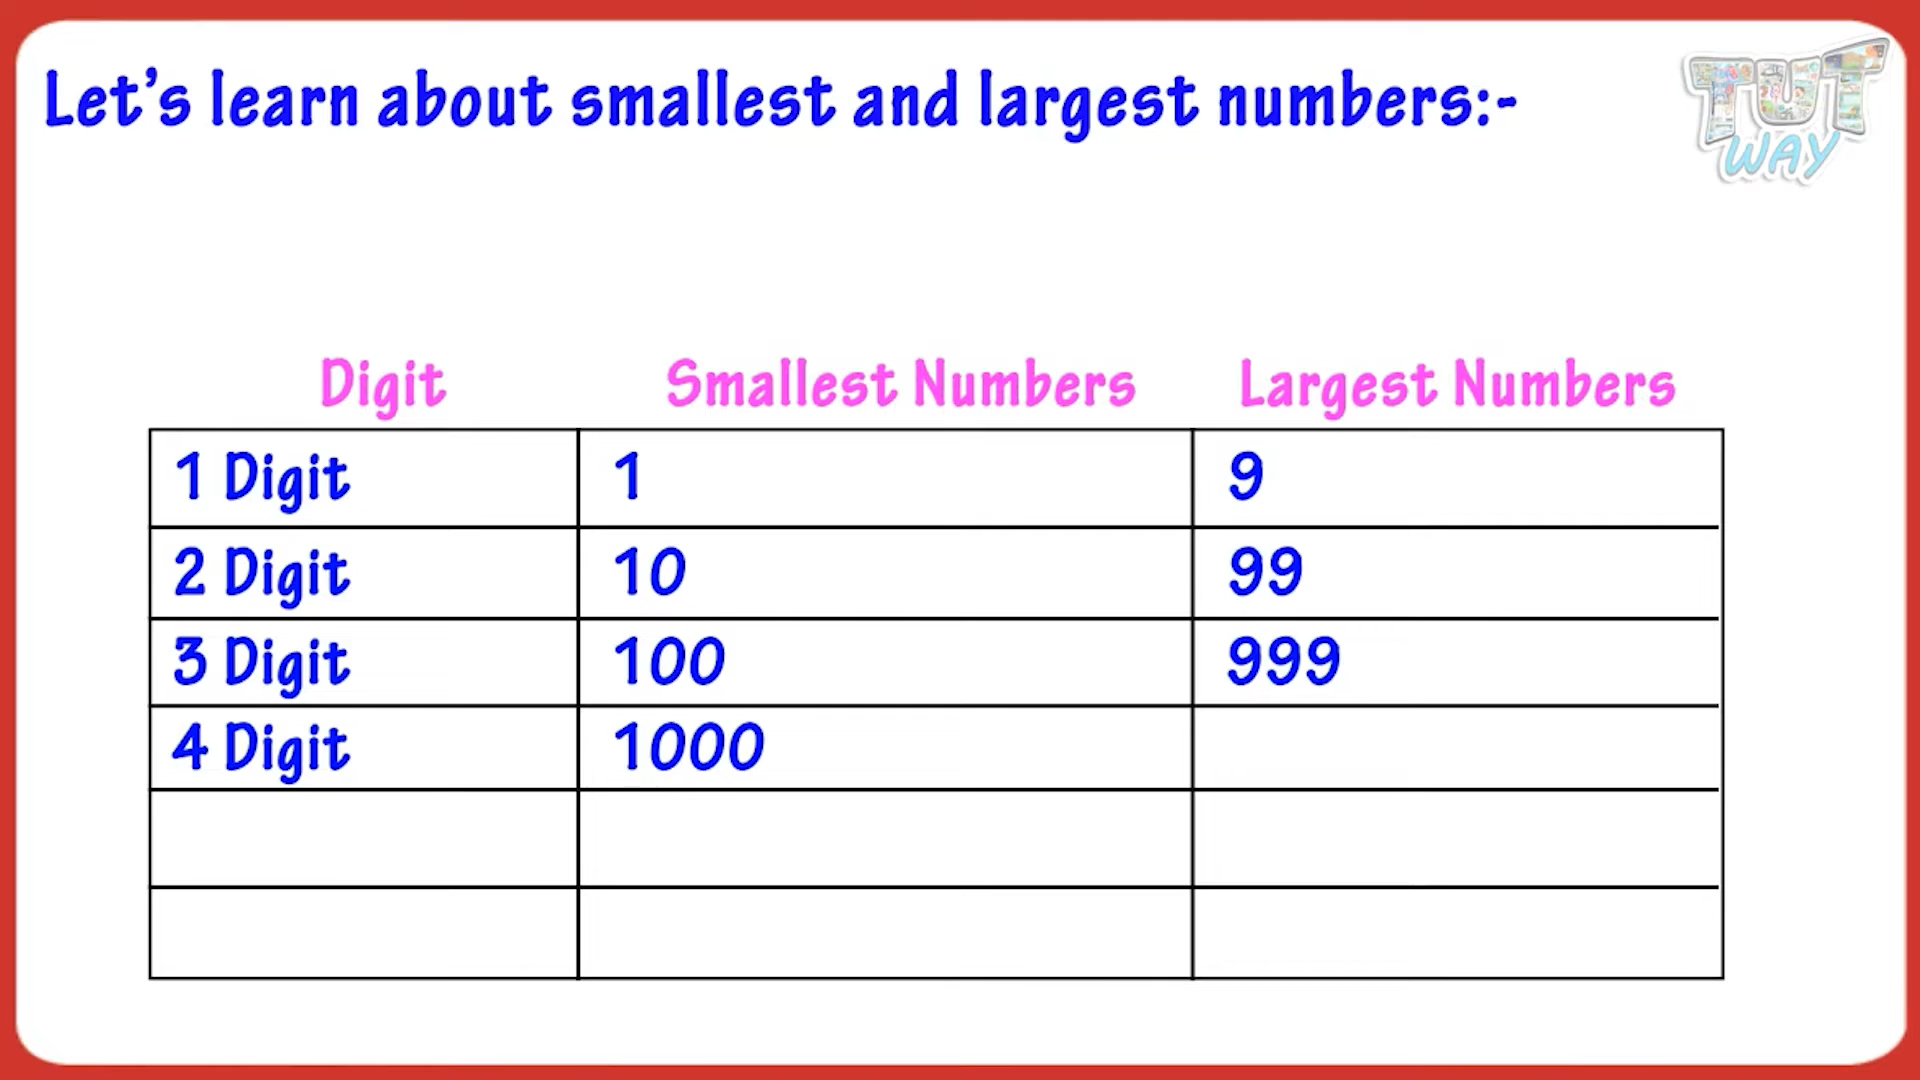 Let's learn about smallest and largest numbers:-
TUT
WAY
Digit Smallest Numbers Largest Numbers
1 Digit 1 9
2 Digit 10 99
3 Digit 100 999
4 Digit 1000